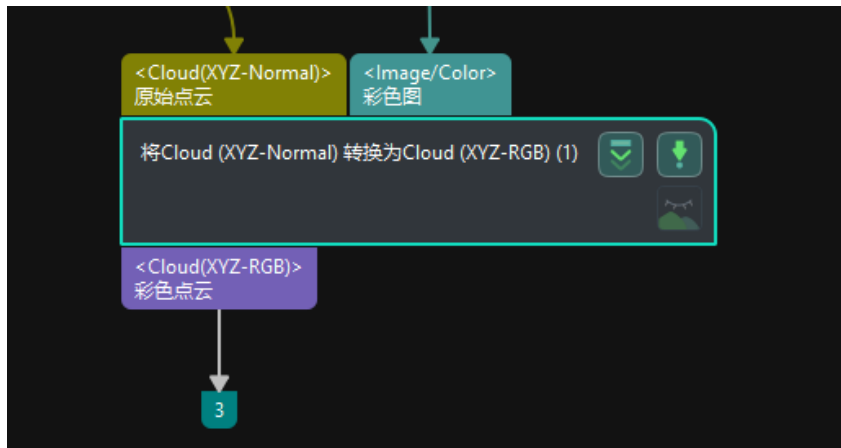 <Cloud(XYZ-Normal)>
原始点云
<Image/Color>
彩色图
将Cloud (XYZ-Normal) 转换为Cloud (XYZ-RGB) (1)
<Cloud(XYZ-RGB)>
彩色点云
3